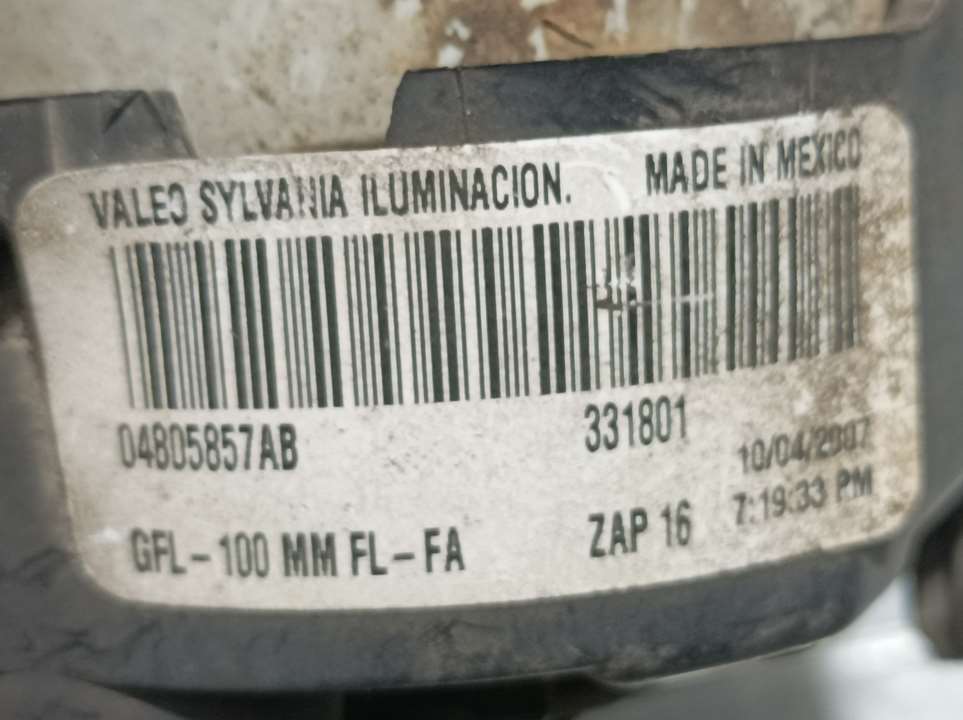 VALEO SYLVANIA ILUMINACION. MADE IN MEXICO
04805857AB 331801 10/04/2007
GFL-100 MM FL-FA ZAP 16 7:19:33 PM